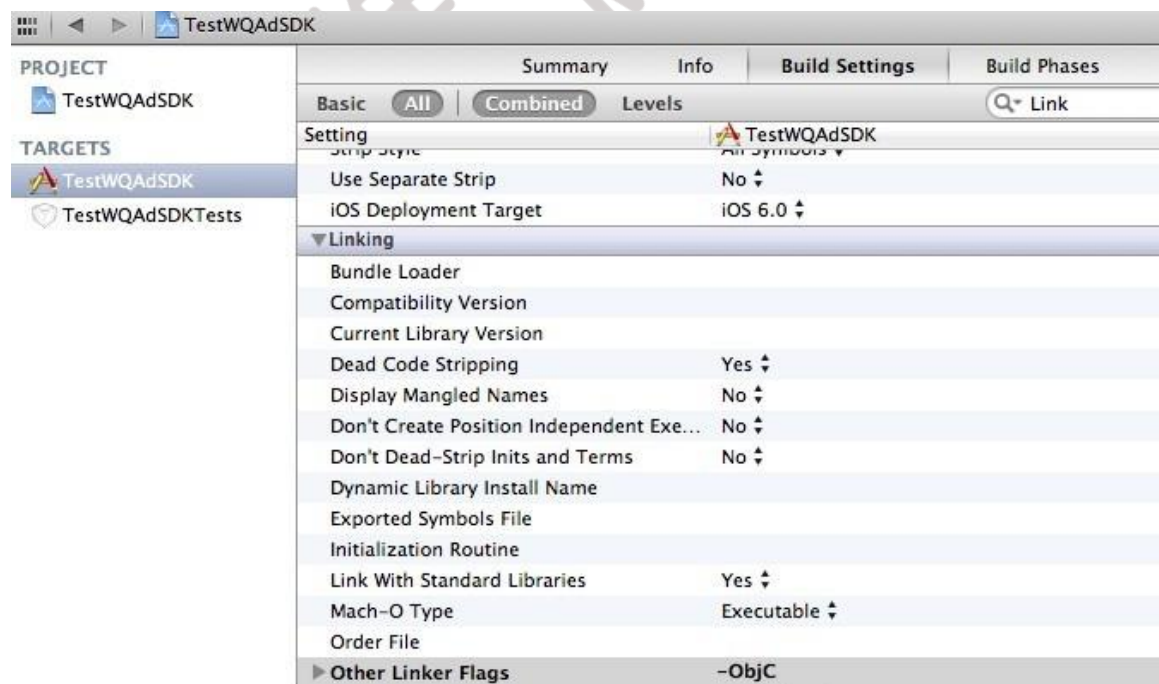 TestWQAdSDK
PROJECT
TestWQAdSDK
TARGETS
TestWQAdSDK
TestWQAdSDKTests
Summary Info Build Settings Build Phases
Basic All Combined Levels Link
Setting TestWQAdSDK
Strip Style All Symbols
Use Separate Strip No
iOS Deployment Target iOS 6.0
Linking
Bundle Loader
Compatibility Version
Current Library Version
Dead Code Stripping Yes
Display Mangled Names No
Don't Create Position Independent Exe... No
Don't Dead-Strip Inits and Terms No
Dynamic Library Install Name
Exported Symbols File
Initialization Routine
Link With Standard Libraries Yes
Mach-O Type Executable
Order File
Other Linker Flags -ObjC